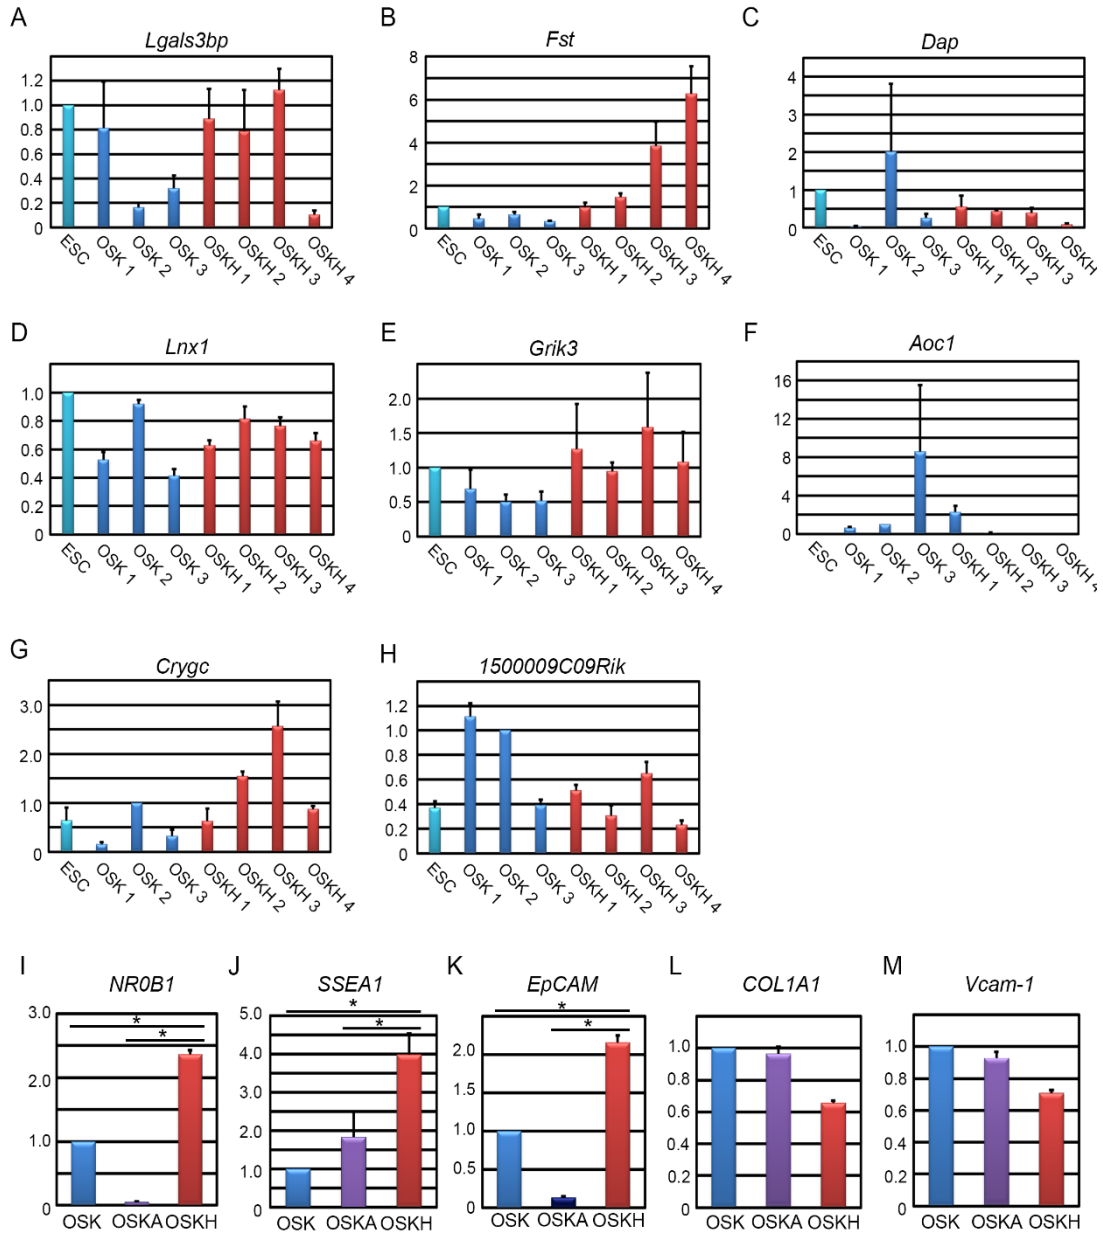 A
Lgals3bp
1.2
1.0
0.8
0.6
0.4
0.2
0
ESC
OSK 1
OSK 2
OSK 3
OSKH 1
OSKH 2
OSKH 3
OSKH 4
B
Fst
8
6
4
2
0
ESC
OSK 1
OSK 2
OSK 3
OSKH 1
OSKH 2
OSKH 3
OSKH 4
C
Dap
4
3
2
1
0
ESC
OSK 1
OSK 2
OSK 3
OSKH 1
OSKH 2
OSKH 3
OSKH
D
Lnx1
1.0
0.8
0.6
0.4
0.2
0
ESC
OSK 1
OSK 2
OSK 3
OSKH 1
OSKH 2
OSKH 3
OSKH 4
E
Grik3
2.0
1.5
1.0
0.5
0
ESC
OSK 1
OSK 2
OSK 3
OSKH 1
OSKH 2
OSKH 3
OSKH 4
F
Aoc1
16
12
8
4
2
0
ESC
OSK 1
OSK 2
OSK 3
OSKH 1
OSKH 2
OSKH 3
OSKH 4
G
Crygc
3.0
2.0
1.0
0
ESC
OSK 1
OSK 2
OSK 3
OSKH 1
OSKH 2
OSKH 3
OSKH 4
H
1500009C09Rik
1.2
1.0
0.8
0.6
0.4
0.2
0
ESC
OSK 1
OSK 2
OSK 3
OSKH 1
OSKH 2
OSKH 3
OSKH 4
I
NR0B1
3.0
2.0
1.0
0
*
*
OSK OSKA OSKH
J
SSEA1
5.0
4.0
3.0
2.0
1.0
0
*
*
OSK OSKA OSKH
K
EpCAM
2.0
1.5
1.0
0.5
0
*
*
OSK OSKA OSKH
L
COL1A1
1.0
0.8
0.6
0.4
0.2
0
OSK OSKA OSKH
M
Vcam-1
1.0
0.8
0.6
0.4
0.2
0
OSK OSKA OSKH